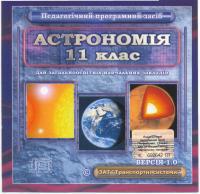 Педагогічний програмний засіб
АСТРОНОМІЯ
11 клас
для загальноосвітніх навчальних закладів
ВЕРСІЯ 1.0
© ЗАТ "Транспортні системи"